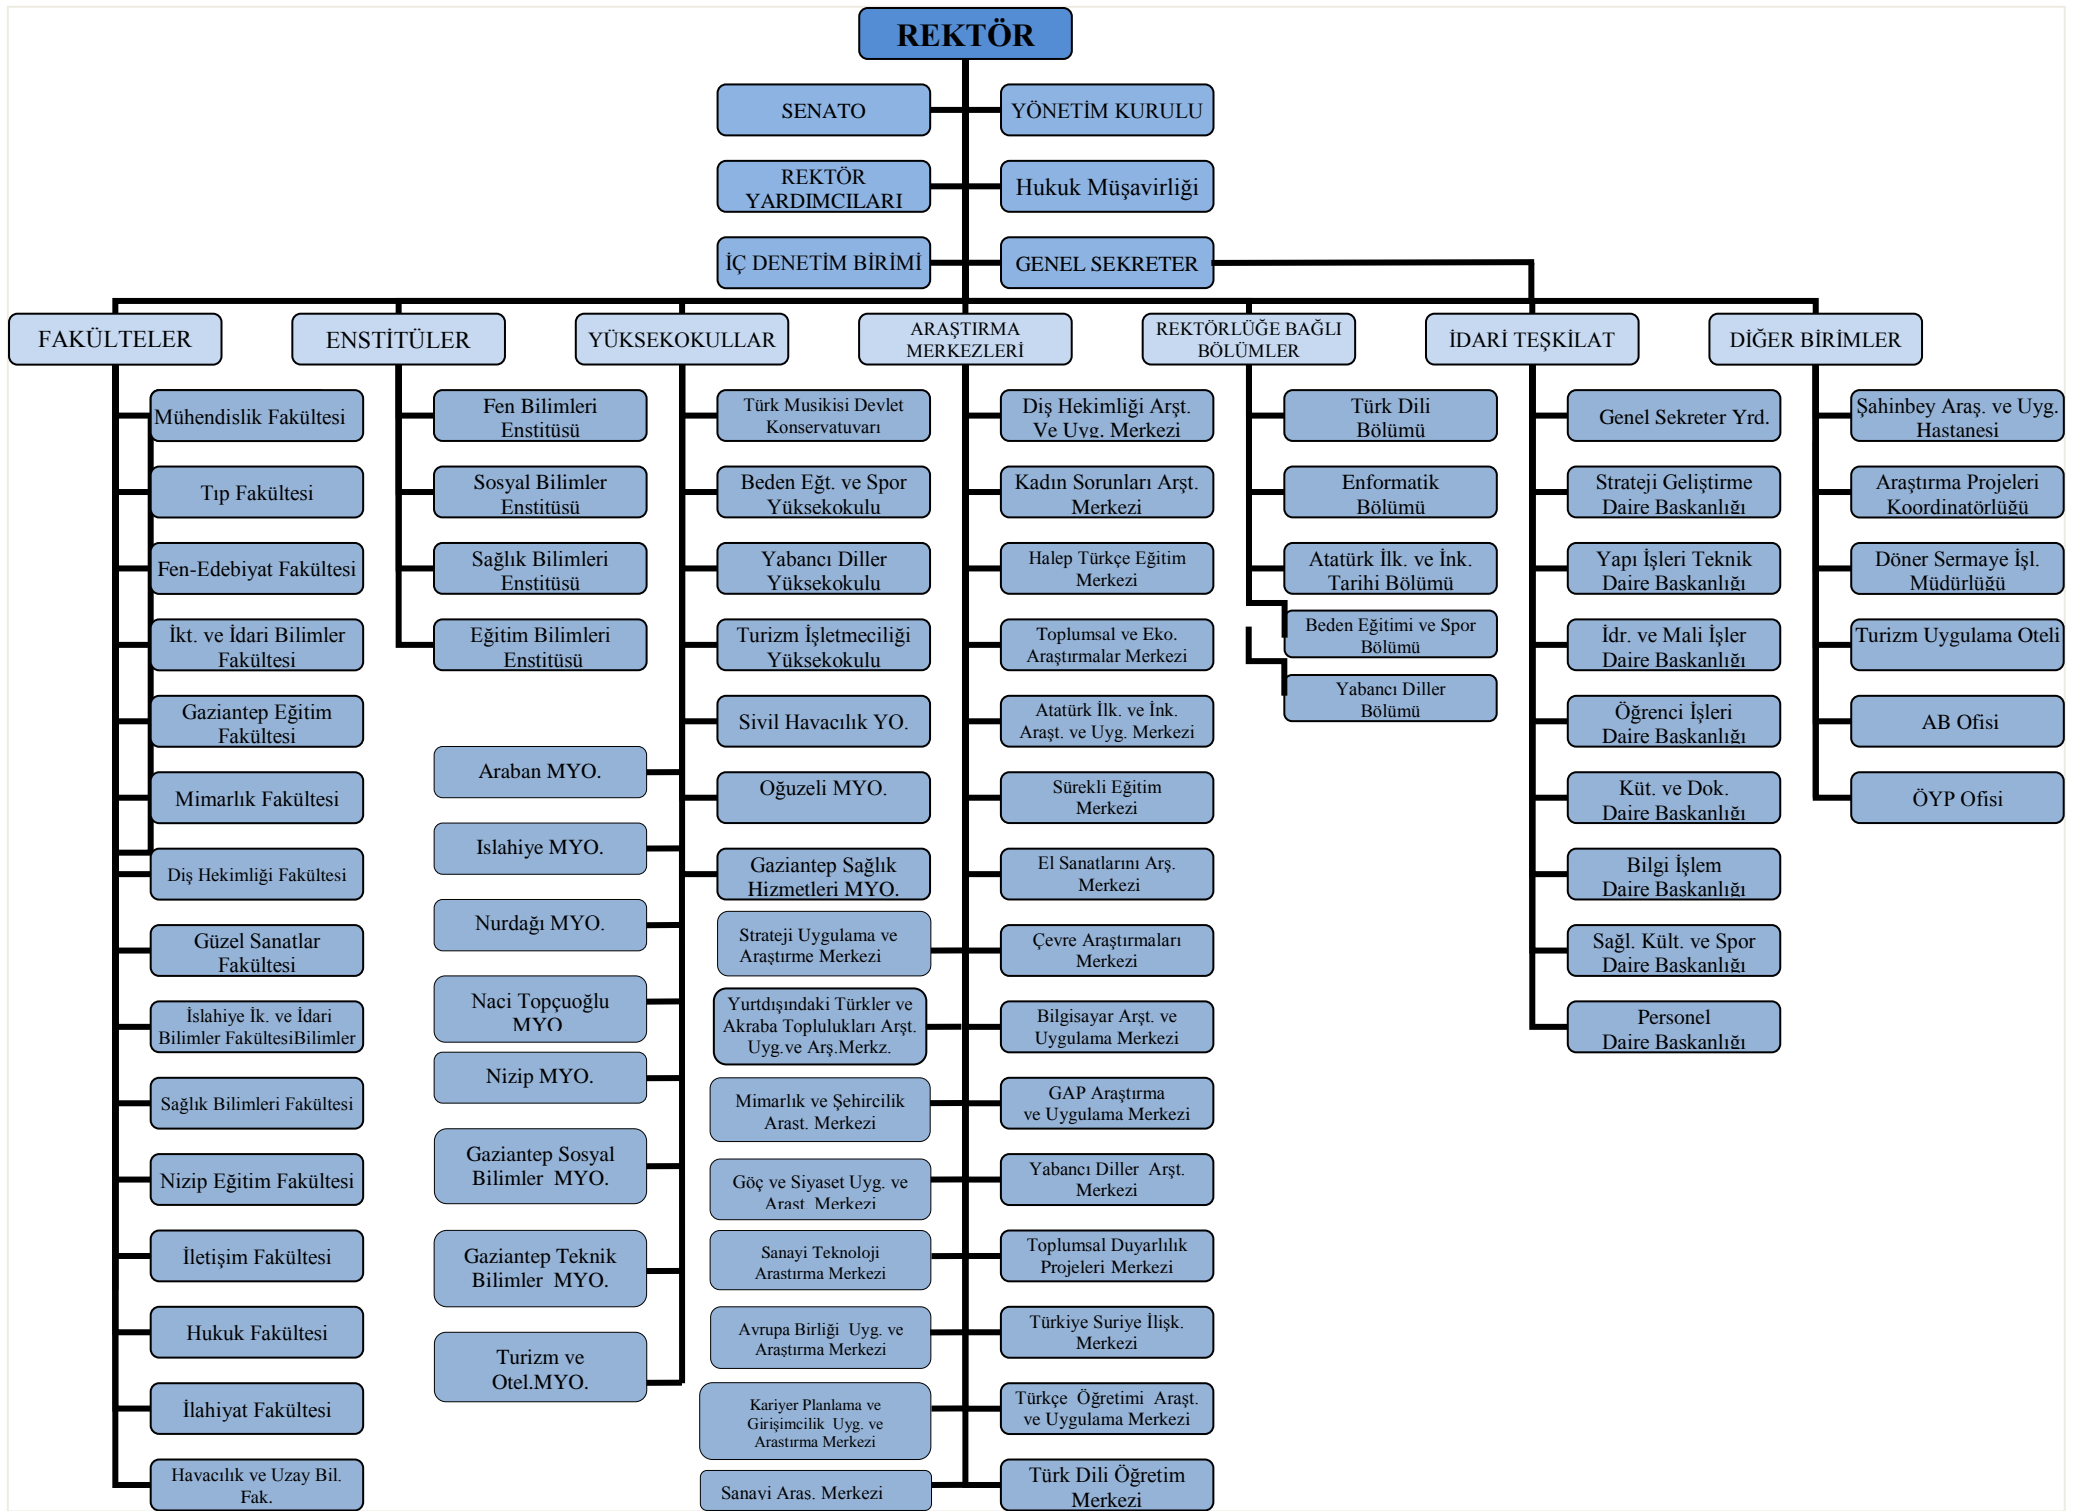 REKTÖR
SENATO
YÖNETİM KURULU
REKTÖR
YARDIMCILARI
Hukuk Müşavirliği
İÇ DENETİM BİRİMİ
GENEL SEKRETER
FAKÜLTELER
ENSTİTÜLER
YÜKSEKOKULLAR
ARAŞTIRMA
MERKEZLERİ
REKTÖRLÜĞE BAĞLI
BÖLÜMLER
İDARİ TEŞKİLAT
DİĞER BİRİMLER
Mühendislik Fakültesi
Tıp Fakültesi
Fen-Edebiyat Fakültesi
İkt. ve İdari Bilimler
Fakültesi
Gaziantep Eğitim
Fakültesi
Mimarlık Fakültesi
Diş Hekimliği Fakültesi
Güzel Sanatlar
Fakültesi
İslahiye İk. ve İdari
Bilimler FakültesiBilimler
Sağlık Bilimleri Fakültesi
Nizip Eğitim Fakültesi
İletişim Fakültesi
Hukuk Fakültesi
İlahiyat Fakültesi
Havacılık ve Uzay Bil.
Fak.
Fen Bilimleri
Enstitüsü
Sosyal Bilimler
Enstitüsü
Sağlık Bilimleri
Enstitüsü
Eğitim Bilimleri
Enstitüsü
Araban MYO.
Islahiye MYO.
Nurdağı MYO.
Naci Topçuoğlu
MYO
Nizip MYO.
Gaziantep Sosyal
Bilimler MYO.
Gaziantep Teknik
Bilimler MYO.
Turizm ve
Otel.MYO.
Türk Musikisi Devlet
Konservatuvarı
Beden Eğt. ve Spor
Yüksekokulu
Yabancı Diller
Yüksekokulu
Turizm İşletmeciliği
Yüksekokulu
Sivil Havacılık YO.
Oğuzeli MYO.
Gaziantep Sağlık
Hizmetleri MYO.
Strateji Uygulama ve
Araştırme Merkezi
Yurtdışındaki Türkler ve
Akraba Toplulukları Arşt.
Uyg.ve Arş.Merkz.
Mimarlık ve Şehircilik
Arast. Merkezi
Göç ve Siyaset Uyg. ve
Arast Merkezi
Sanayi Teknoloji
Arastırma Merkezi
Avrupa Birliği Uyg. ve
Araştırma Merkezi
Kariyer Planlama ve
Girişimcilik Uyg. ve
Arastırma Merkezi
Sanayi Aras. Merkezi
Diş Hekimliği Arşt.
Ve Uyg. Merkezi
Kadın Sorunları Arşt.
Merkezi
Halep Türkçe Eğitim
Merkezi
Toplumsal ve Eko.
Araştırmalar Merkezi
Atatürk İlk. ve İnk.
Araşt. ve Uyg. Merkezi
Sürekli Eğitim
Merkezi
El Sanatlarını Arş.
Merkezi
Çevre Araştırmaları
Merkezi
Bilgisayar Arşt. ve
Uygulama Merkezi
GAP Araştırma
ve Uygulama Merkezi
Yabancı Diller Arşt.
Merkezi
Toplumsal Duyarlılık
Projeleri Merkezi
Türkiye Suriye İlişk.
Merkezi
Türkçe Öğretimi Araşt.
ve Uygulama Merkezi
Türk Dili Öğretim
Merkezi
Türk Dili
Bölümü
Enformatik
Bölümü
Atatürk İlk. ve İnk.
Tarihi Bölümü
Beden Eğitimi ve Spor
Bölümü
Yabancı Diller
Bölümü
Genel Sekreter Yrd.
Strateji Geliştirme
Daire Baskanlığı
Yapı İşleri Teknik
Daire Baskanlığı
İdr. ve Mali İşler
Daire Baskanlığı
Öğrenci İşleri
Daire Baskanlığı
Küt. ve Dok.
Daire Baskanlığı
Bilgi İşlem
Daire Baskanlığı
Sağl. Kült. ve Spor
Daire Baskanlığı
Personel
Daire Baskanlığı
Şahinbey Araş. ve Uyg.
Hastanesi
Araştırma Projeleri
Koordinatörlüğü
Döner Sermaye İşl.
Müdürlüğü
Turizm Uygulama Oteli
AB Ofisi
ÖYP Ofisi